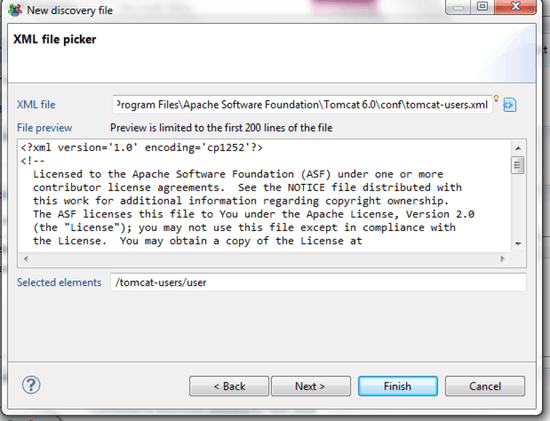 New discovery file
XML file picker
XML file
Program Files\Apache Software Foundation\Tomcat 6.0\conf\tomcat-users.xml
File preview
Preview is limited to the first 200 lines of the file
<?xml version='1.0' encoding='cp1252'?>
<!--
Licensed to the Apache Software Foundation (ASF) under one or more
contributor license agreements.  See the NOTICE file distributed with
this work for additional information regarding copyright ownership.
The ASF licenses this file to You under the Apache License, Version 2.0
(the "License"); you may not use this file except in compliance with
the License.  You may obtain a copy of the License at
Selected elements
/tomcat-users/user
?
< Back
Next >
Finish
Cancel